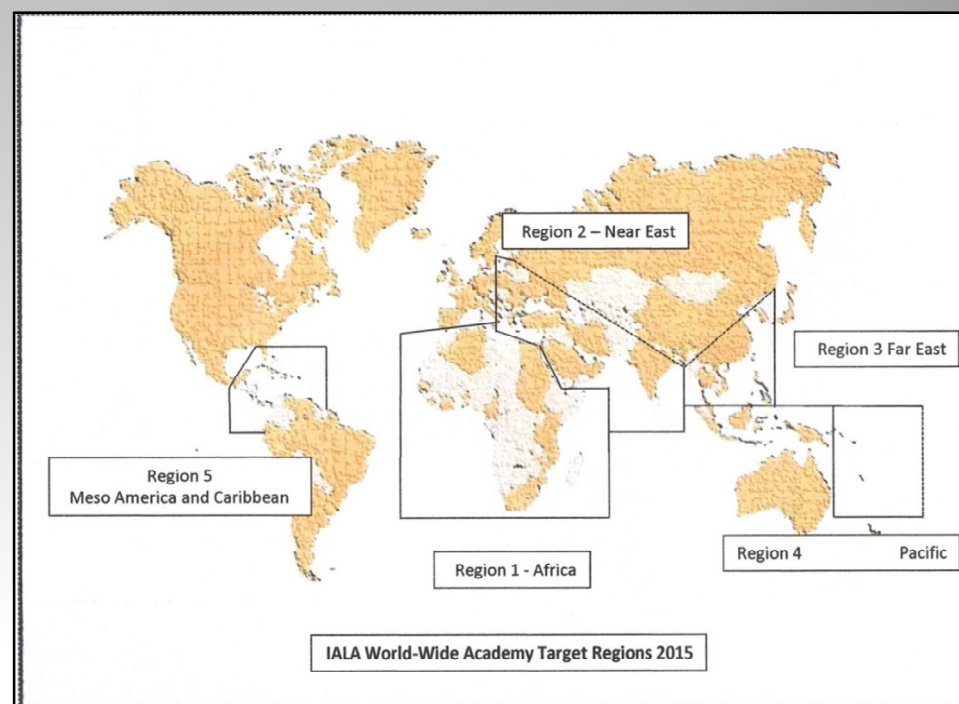 Region 2 – Near East
Region 3 Far East
Region 5
Meso America and Caribbean
Region 4 Pacific
Region 1 - Africa
IALA World-Wide Academy Target Regions 2015